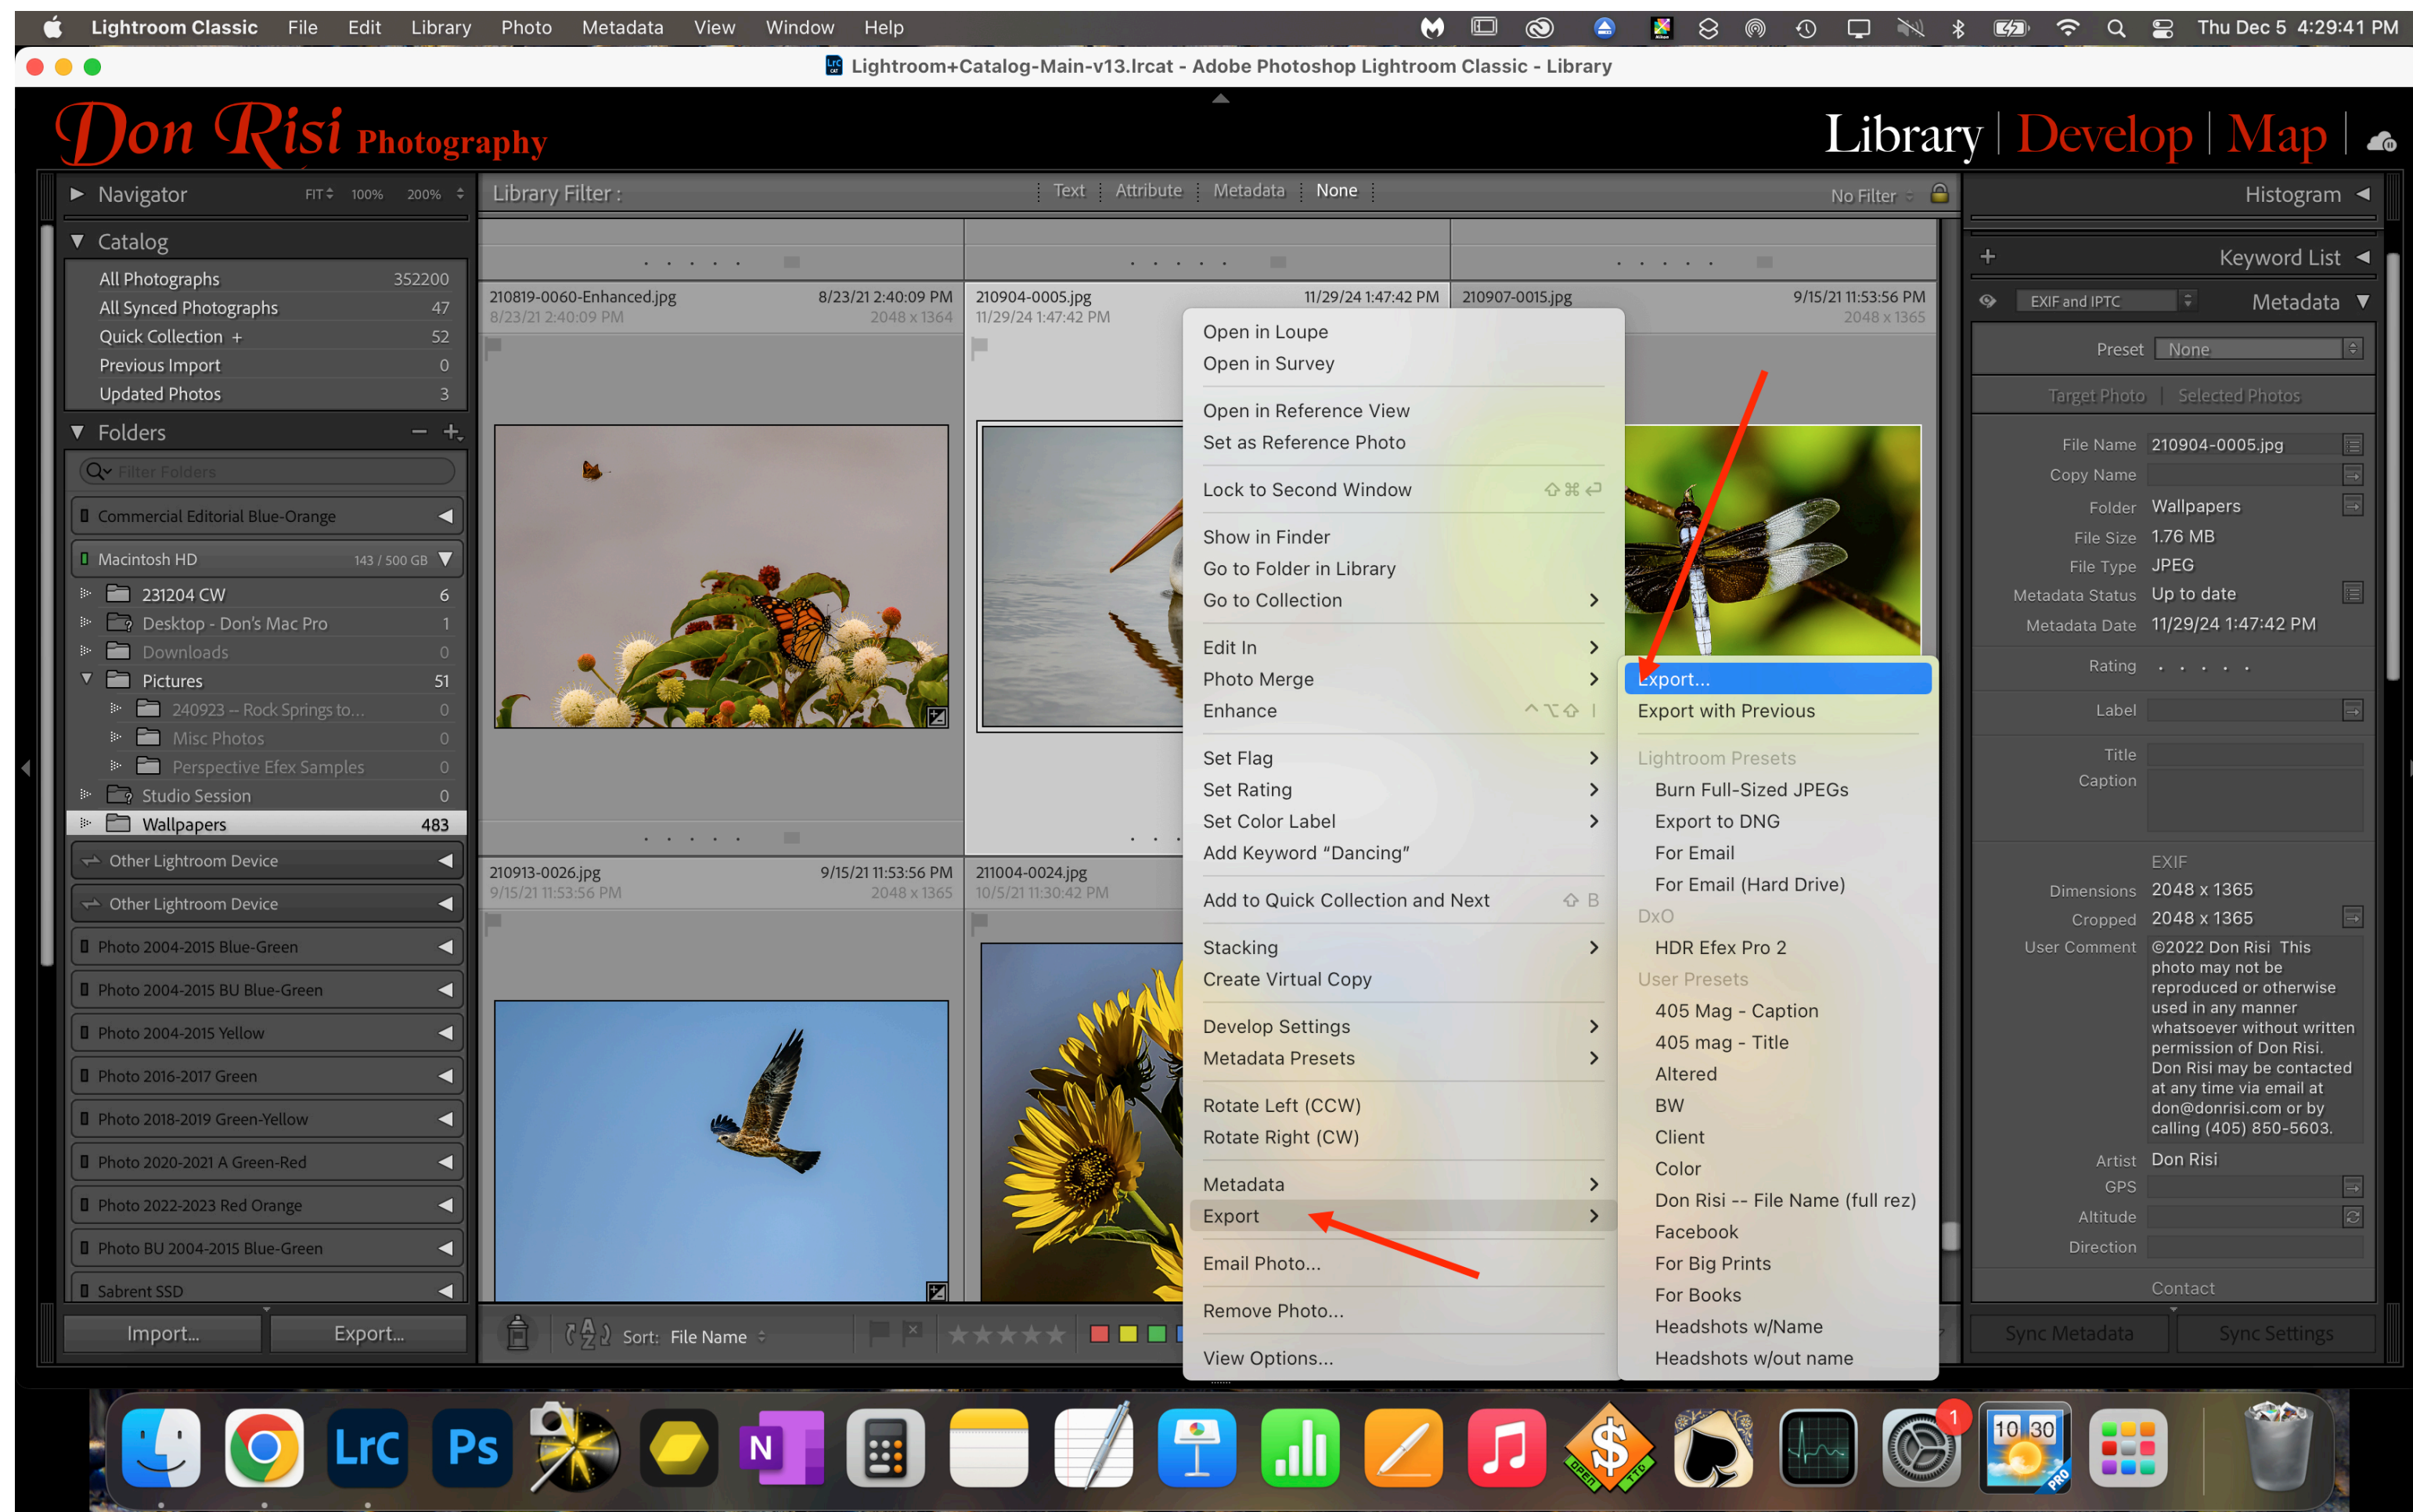 Lightroom Classic File Edit Library Photo Metadata View Window Help Thu Dec 5 4:29:41 PM
Lightroom+Catalog-Main-v13.lrcat - Adobe Photoshop Lightroom Classic - Library
Don Risi Photography
Library | Develop | Map
Navigator FIT 100% 200%
Catalog
All Photographs 352200
All Synced Photographs 47
Quick Collection + 52
Previous Import 0
Updated Photos 3
Folders
Filter Folders
Commercial Editorial Blue-Orange
Macintosh HD 143 / 500 GB
231204 CW 6
Desktop - Don's Mac Pro 1
Downloads 0
Pictures 51
240923 -- Rock Springs to... 0
Misc Photos 0
Perspective Efex Samples 0
Studio Session 0
Wallpapers 483
Other Lightroom Device
Other Lightroom Device
Photo 2004-2015 Blue-Green
Photo 2004-2015 BU Blue-Green
Photo 2004-2015 Yellow
Photo 2016-2017 Green
Photo 2018-2019 Green-Yellow
Photo 2020-2021 A Green-Red
Photo 2022-2023 Red Orange
Photo BU 2004-2015 Blue-Green
Sabrent SSD
Import... Export...
Library Filter : Text Attribute Metadata None No Filter
210819-0060-Enhanced.jpg 8/23/21 2:40:09 PM
8/23/21 2:40:09 PM 2048 x 1364
210904-0005.jpg 11/29/24 1:47:42 PM
11/29/24 1:47:42 PM
210907-0015.jpg 9/15/21 11:53:56 PM
2048 x 1365
210913-0026.jpg 9/15/21 11:53:56 PM
9/15/21 11:53:56 PM 2048 x 1365
211004-0024.jpg
10/5/21 11:30:42 PM
Sort: File Name
Open in Loupe
Open in Survey
Open in Reference View
Set as Reference Photo
Lock to Second Window ⇧⌘↩
Show in Finder
Go to Folder in Library
Go to Collection
Edit In
Photo Merge
Enhance ^⌥⇧ I
Set Flag
Set Rating
Set Color Label
Add Keyword “Dancing”
Add to Quick Collection and Next ⇧ B
Stacking
Create Virtual Copy
Develop Settings
Metadata Presets
Rotate Left (CCW)
Rotate Right (CW)
Metadata
Export
Email Photo...
Remove Photo...
View Options...
Export...
Export with Previous
Lightroom Presets
Burn Full-Sized JPEGs
Export to DNG
For Email
For Email (Hard Drive)
DxO
HDR Efex Pro 2
User Presets
405 Mag - Caption
405 mag - Title
Altered
BW
Client
Color
Don Risi -- File Name (full rez)
Facebook
For Big Prints
For Books
Headshots w/Name
Headshots w/out name
Histogram
Keyword List
EXIF and IPTC Metadata
Preset None
Target Photo | Selected Photos
File Name 210904-0005.jpg
Copy Name
Folder Wallpapers
File Size 1.76 MB
File Type JPEG
Metadata Status Up to date
Metadata Date 11/29/24 1:47:42 PM
Rating
Label
Title
Caption
EXIF
Dimensions 2048 x 1365
Cropped 2048 x 1365
User Comment ©2022 Don Risi This
photo may not be
reproduced or otherwise
used in any manner
whatsoever without written
permission of Don Risi.
Don Risi may be contacted
at any time via email at
don@donrisi.com or by
calling (405) 850-5603.
Artist Don Risi
GPS
Altitude
Direction
Contact
Sync Metadata Sync Settings
LrC Ps N $ OPEN TTO 1 10 30 PRO